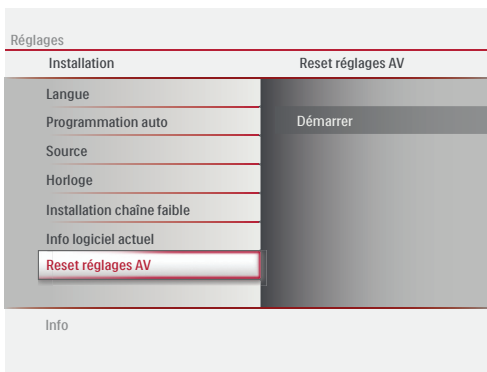 Réglages
Installation Reset réglages AV
Langue
Programmation auto Démarrer
Source
Horloge
Installation chaîne faible
Info logiciel actuel
Reset réglages AV
Info